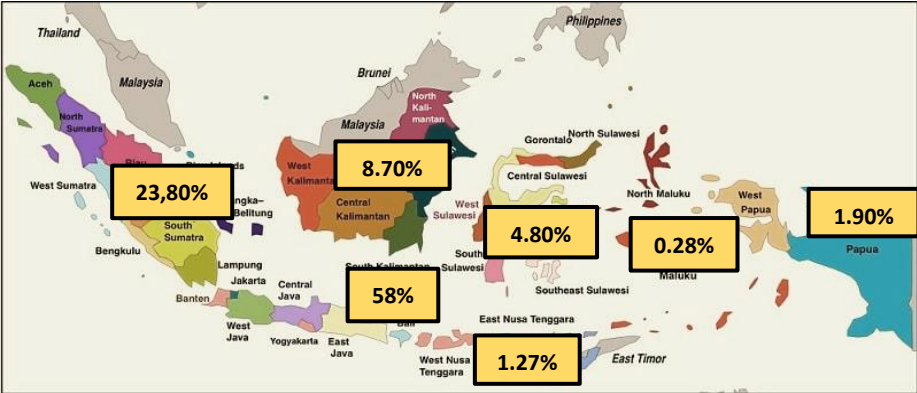 Thailand
Philippines
Malaysia
Brunei
Aceh
North
Sumatra
North
Kali-
mantan
Malaysia
Gorontalo
North Sulawesi
West
Kalimanta
8.70%
Central Sulawesi
West Sumatra
23,80%
Belitung
Central
Kalimantan
West
Sulawesi
North Maluku
West
Papua
1.90%
South
Sumatra
4.80%
0.28%
Papua
Bengkulu
Lampung
South
Sulawesi
Maluku
Jakarta
Banten
Central
Java
58%
Southeast Sulawesi
West
Java
Yogyakarta
East
Java
East Nusa Tenggara
West Nusa
Tenggara
1.27%
East Timor